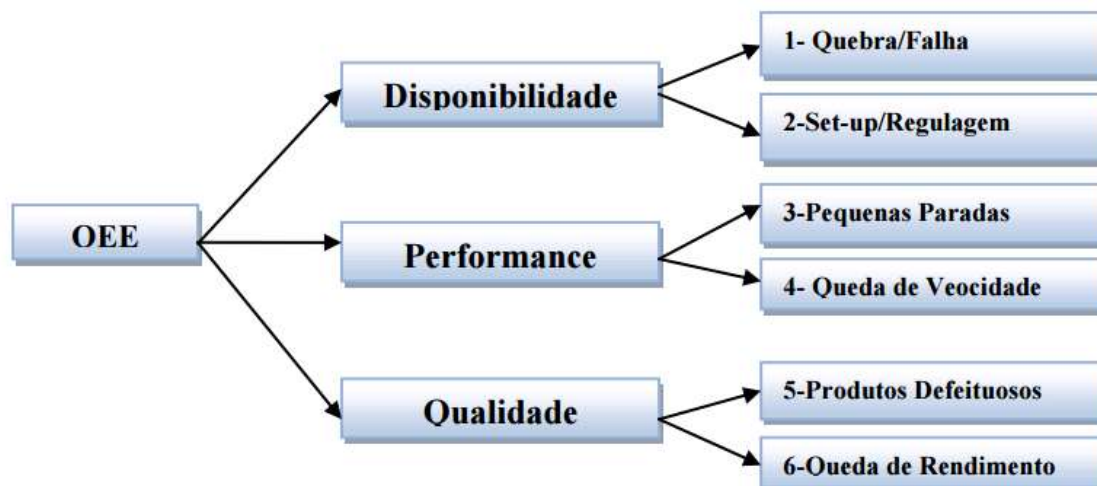 OEE
Disponibilidade
1- Quebra/Falha
2-Set-up/Regulagem
Performance
3-Pequenas Paradas
4- Queda de Veocidade
Qualidade
5-Produtos Defeituosos
6-Queda de Rendimento